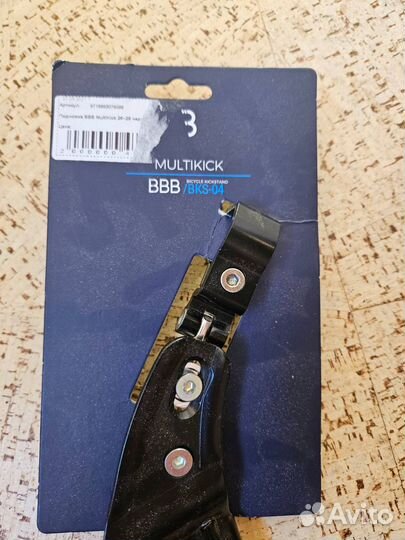 Артикул:
Подножка BBB MultiKick 24-29 чер
Цена:
MULTIKICK
BBB BICYCLE KICKSTAND
/BKS-04
Avito